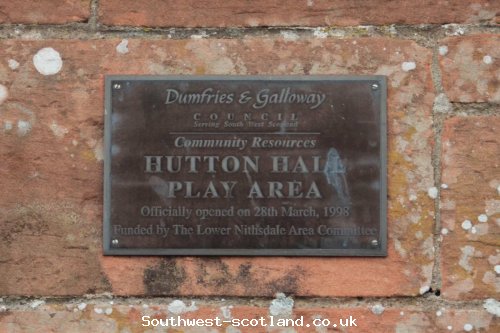 Dumfries & Galloway
COUNCIL
Serving South West Scotland
Community Resources
HUTTON HALL
PLAY AREA
Officially opened on 28th March, 1998
Funded by The Lower Nithsdale Area Committee
Southwest-scotland.co.uk